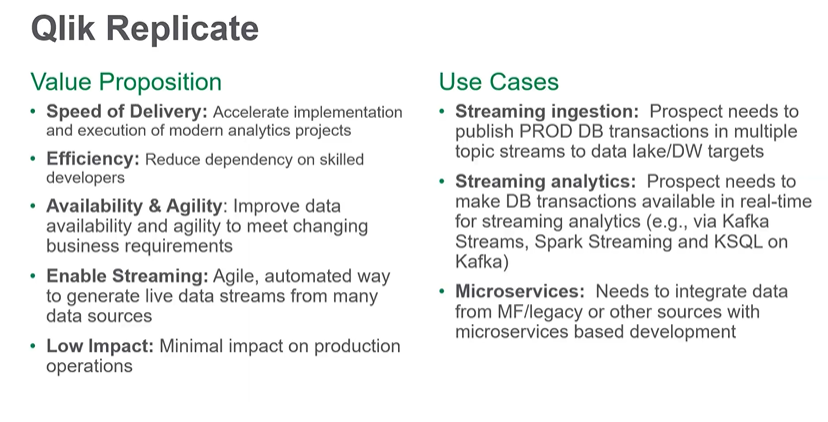 Qlik Replicate
Value Proposition
• Speed of Delivery: Accelerate implementation
and execution of modern analytics projects
• Efficiency: Reduce dependency on skilled
developers
• Availability & Agility: Improve data
availability and agility to meet changing
business requirements
• Enable Streaming: Agile, automated way
to generate live data streams from many
data sources
• Low Impact: Minimal impact on production
operations
Use Cases
• Streaming ingestion: Prospect needs to
publish PROD DB transactions in multiple
topic streams to data lake/DW targets
• Streaming analytics: Prospect needs to
make DB transactions available in real-time
for streaming analytics (e.g., via Kafka
Streams, Spark Streaming and KSQL on
Kafka)
• Microservices: Needs to integrate data
from MF/legacy or other sources with
microservices based development